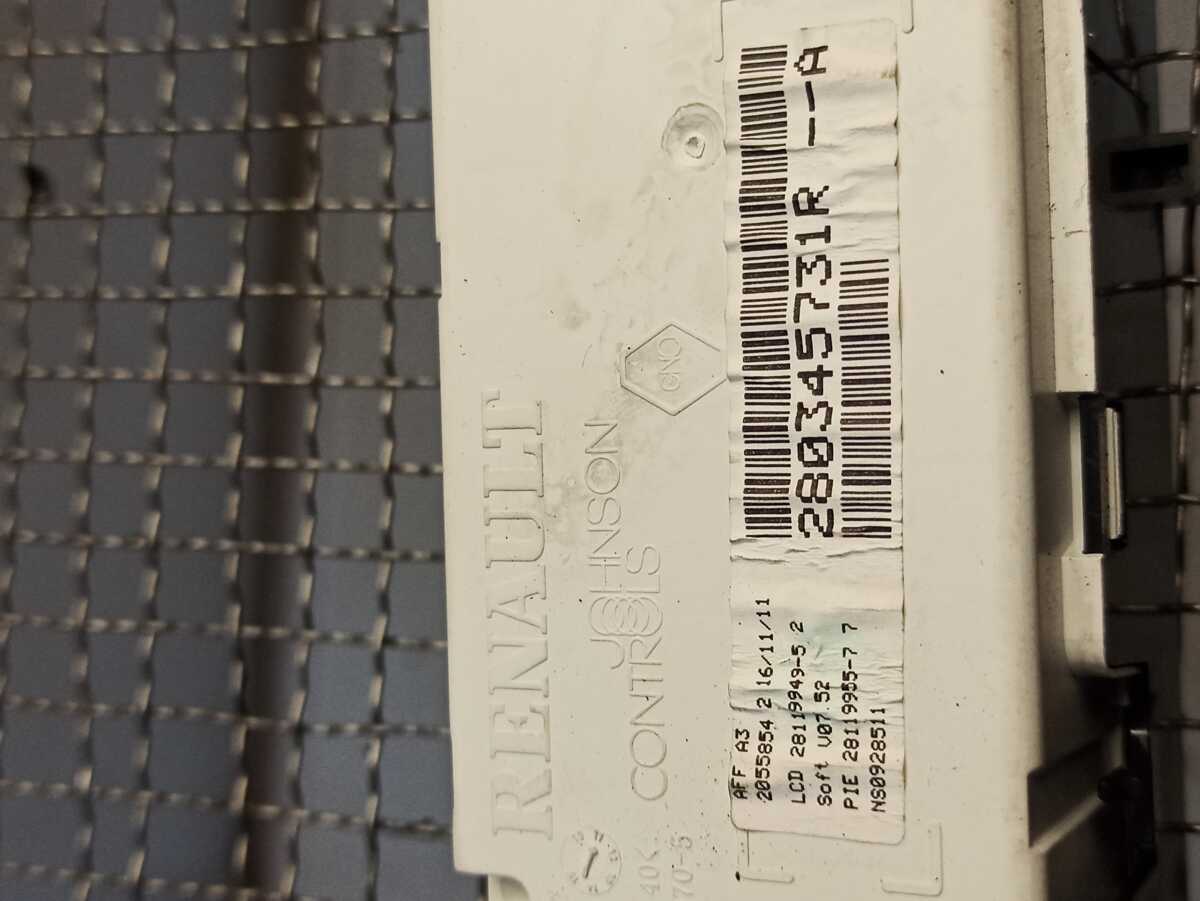 RENAULT
JOHNSON
CONTROLS
40K
70-5
GNO
AFF A3
2055854 2 16/11/11
LCD 28119949-5 2
Soft V07.52
PIE 28119955-7 7
NS0928511
280345731R --A